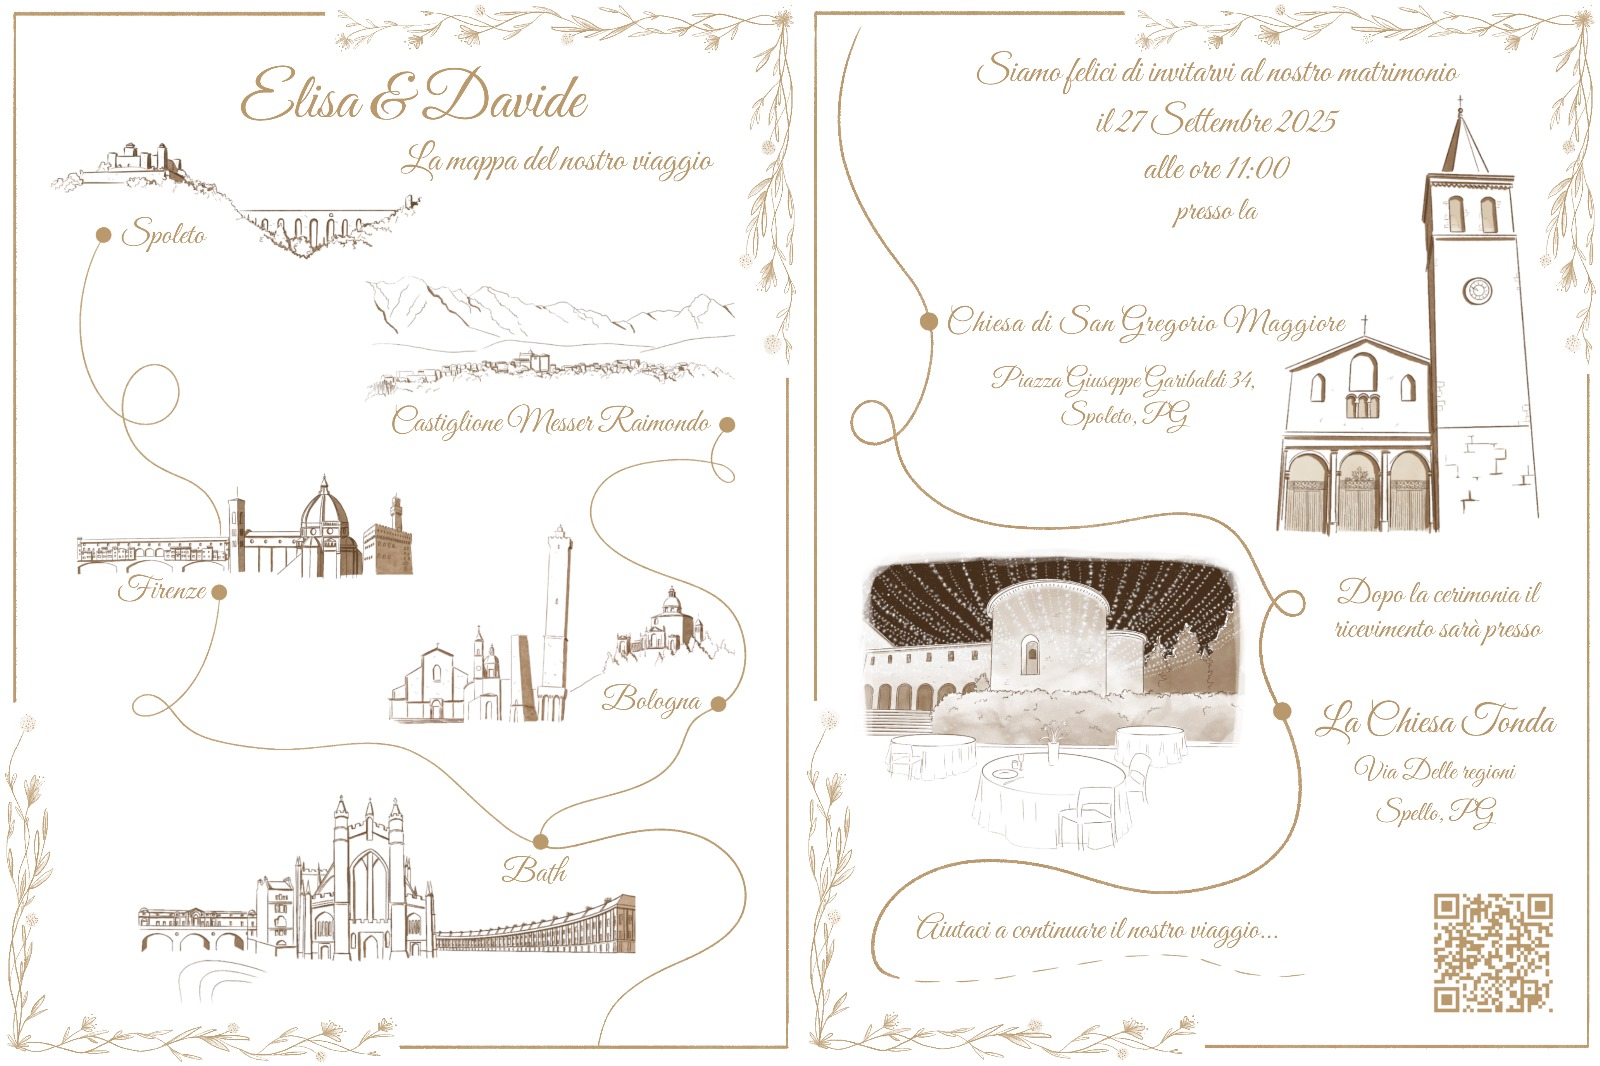 Elisa & Davide
La mappa del nostro viaggio
Spoleto
Castiglione Messer Raimondo
Firenze
Bologna
Bath
Siamo felici di invitarvi al nostro matrimonio
il 27 Settembre 2025
alle ore 11:00
presso la
Chiesa di San Gregorio Maggiore
Piazza Giuseppe Garibaldi 34,
Spoleto, PG
Dopo la cerimonia il
ricevimento sarà presso
La Chiesa Tonda
Via Delle regioni
Spello, PG
Aiutaci a continuare il nostro viaggio...